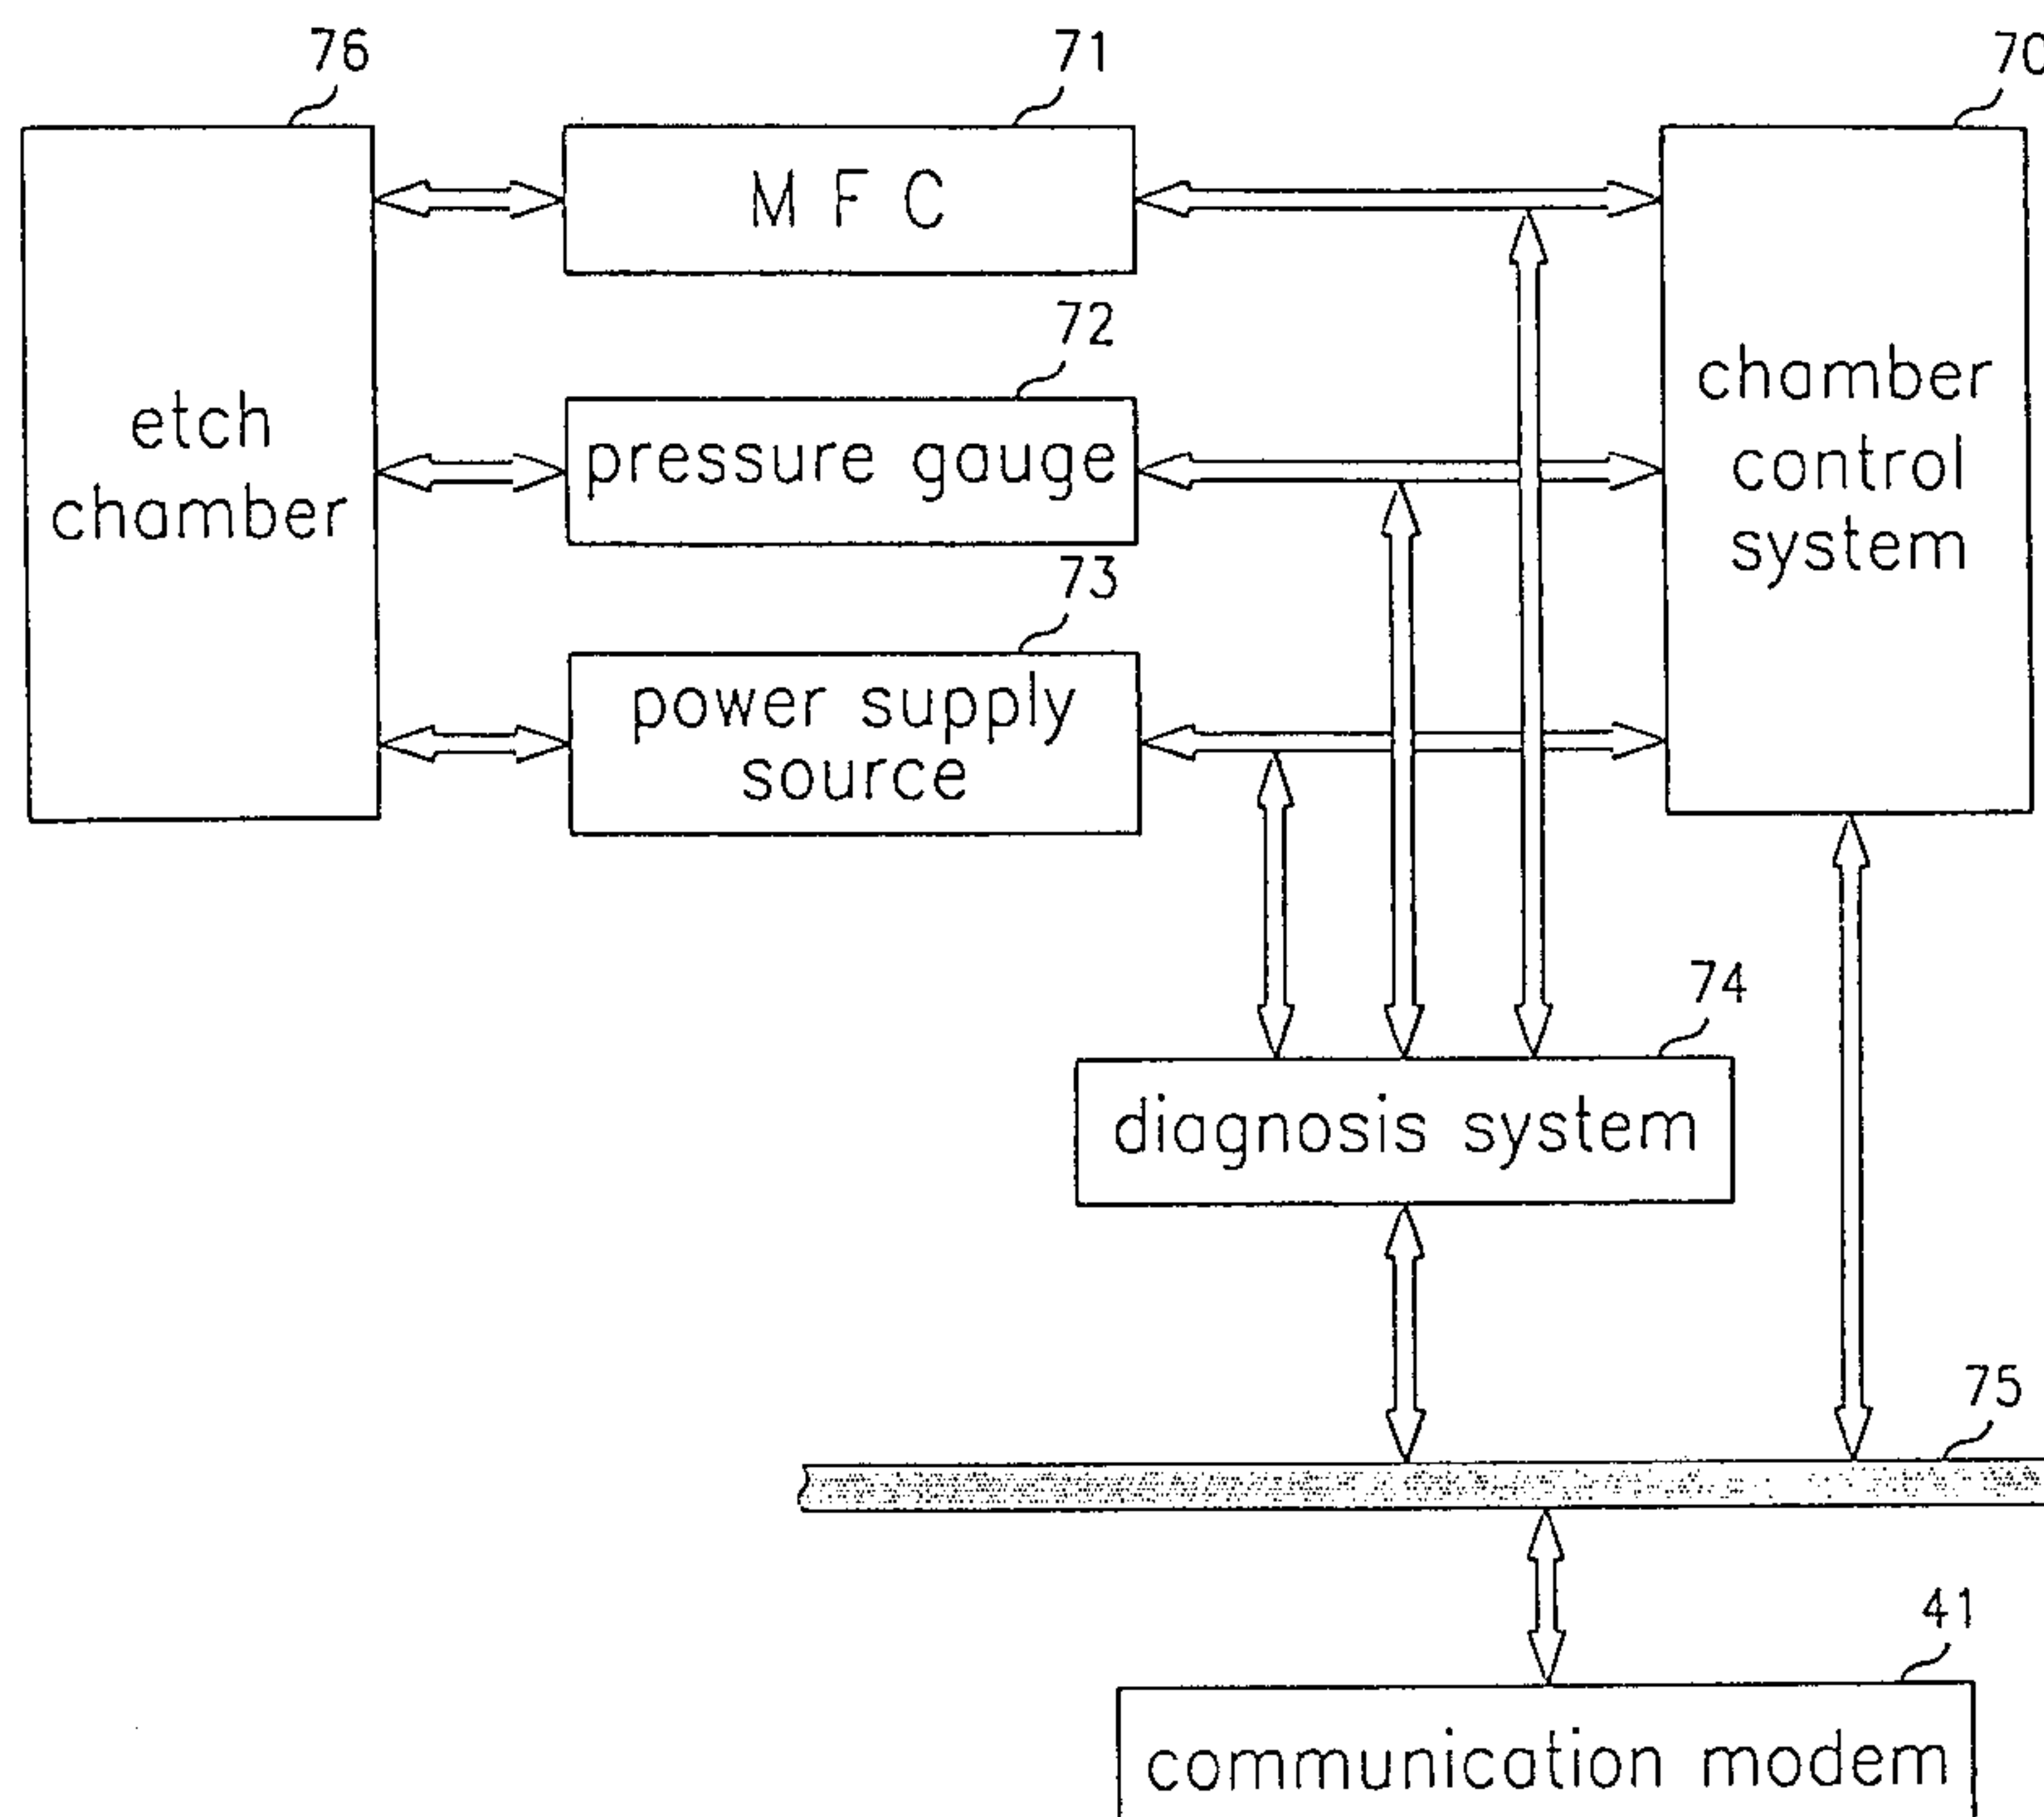 76
71
70
M F C
72
etch
chamber
pressure gauge
chamber
control
system
73
power supply
source
74
diagnosis system
75
41
communication modem